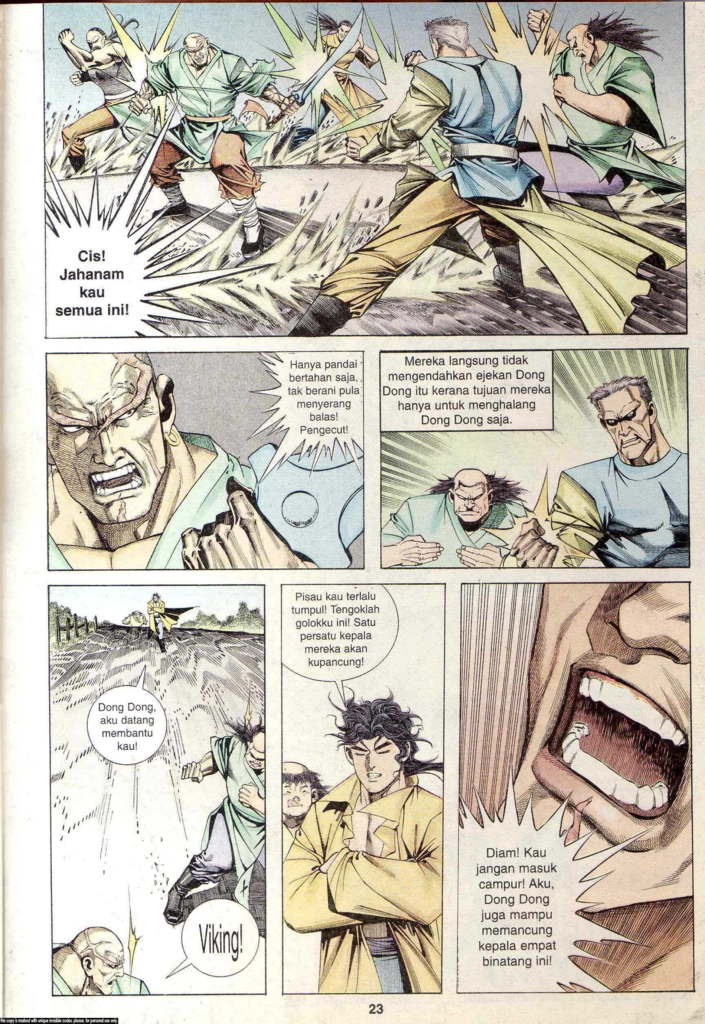 Cis!
Jahanam
kau
semua ini!
Hanya pandai
bertahan saja,
tak berani pula
menyerang
balas!
Pengecut!
Mereka langsung tidak
mengendahkan ejekan Dong
Dong itu kerana tujuan mereka
hanya untuk menghalang
Dong Dong saja.
Dong Dong,
aku datang
membantu
kau!
Viking!
Pisau kau terlalu
tumpul! Tengoklah
golokku ini! Satu
persatu kepala
mereka akan
kupancung!
Diam! Kau
jangan masuk
campur! Aku,
Dong Dong
juga mampu
memancung
kepala empat
binatang ini!
23